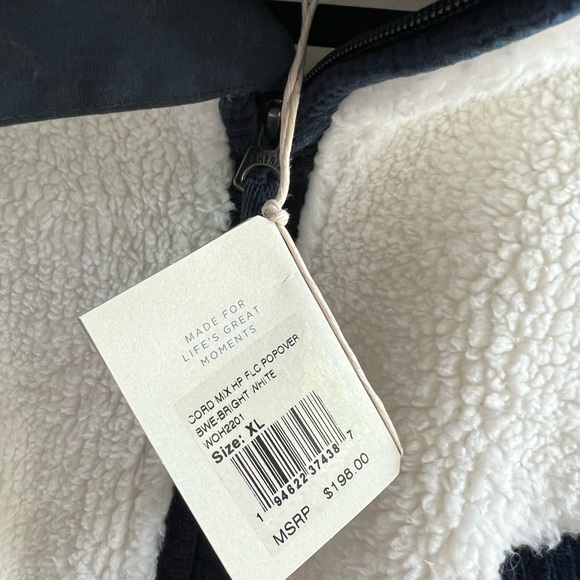 MADE FOR
LIFE'S GREAT
MOMENTS
CORD MIX HP FLC POPOVER
BWE-BRIGHT WHITE
WOH2201
Size: XL
1 94622 37438 7
MSRP $198.00